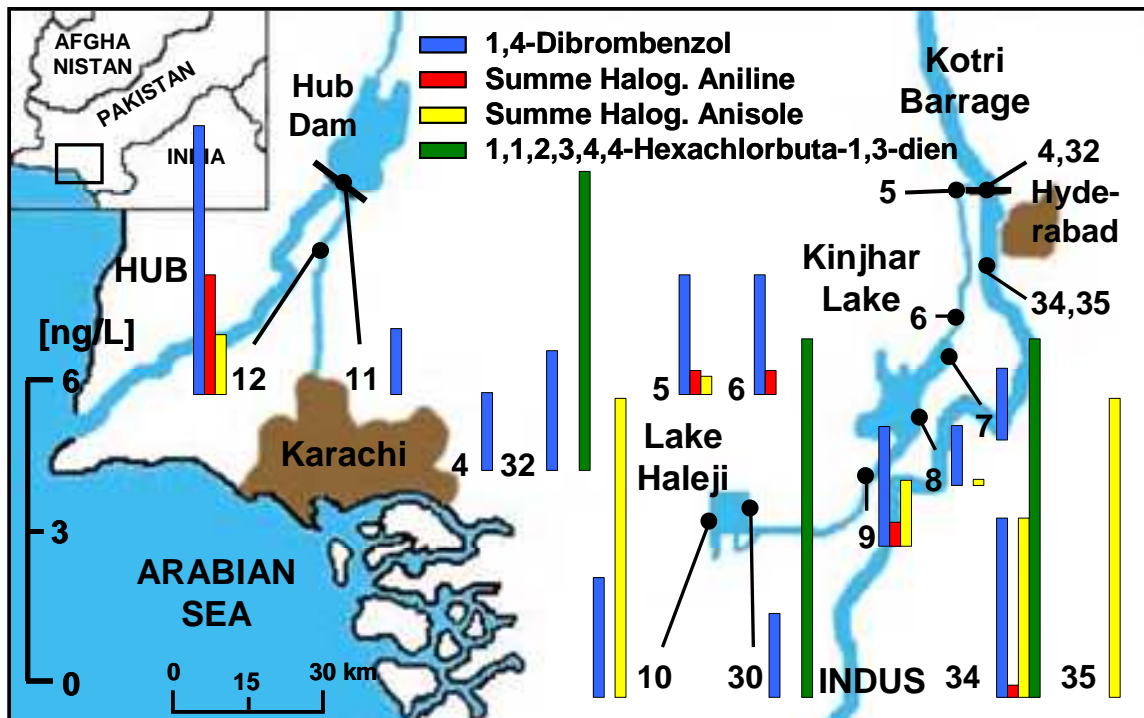 AFGHA
NISTAN
PAKISTAN
INDIA
1,4-Dibrombenzol
Summe Halog. Aniline
Summe Halog. Anisole
1,1,2,3,4,4-Hexachlorbuta-1,3-dien
Hub
Dam
Kotri
Barrage
4,32
5
Hyde-
rabad
HUB
Kinjhar
Lake
34,35
6
[ng/L]
12
11
5
6
7
6
Karachi
4
32
Lake
Haleji
8
9
3
ARABIAN
SEA
0
0
15
30 km
10
30
INDUS
34
35